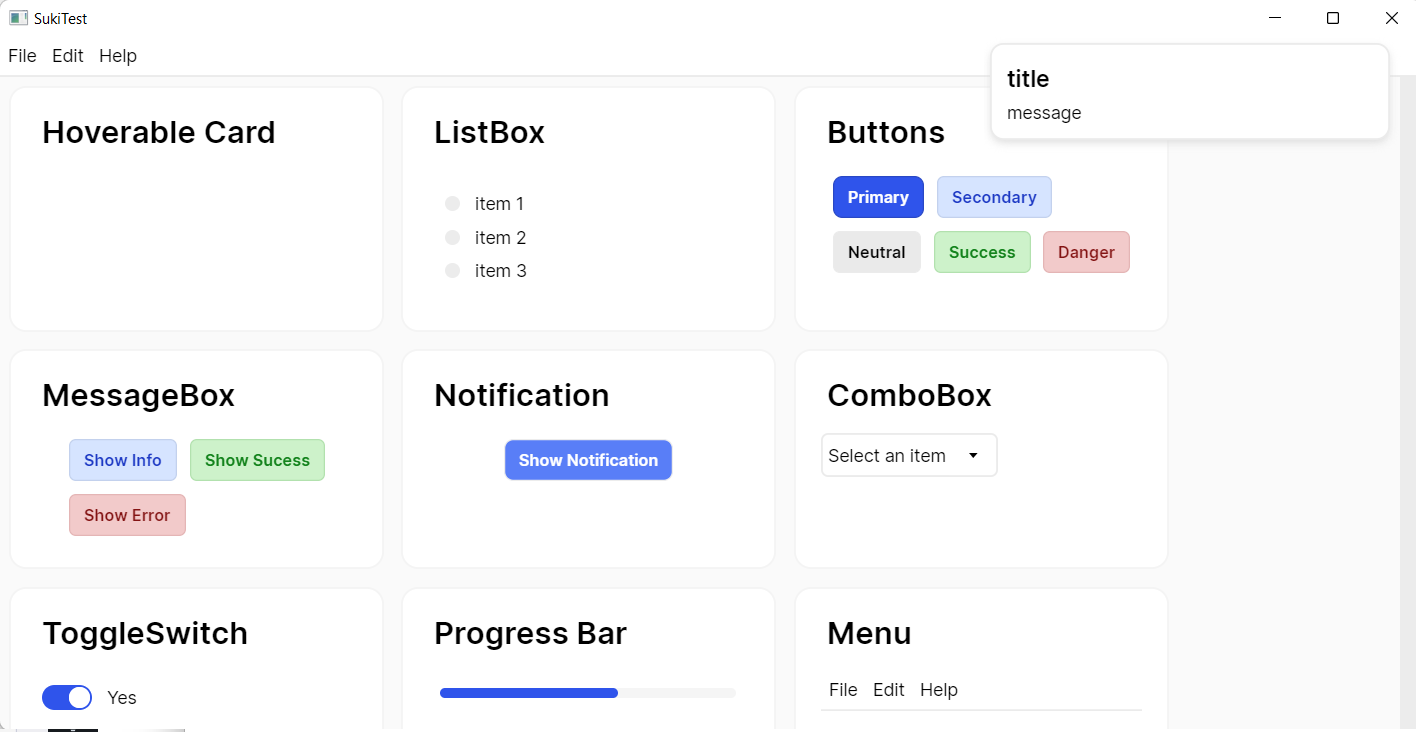 SukiTest
File Edit Help
title
message
Hoverable Card
ListBox
item 1
item 2
item 3
Buttons
Primary Secondary
Neutral Success Danger
MessageBox
Show Info Show Sucess
Show Error
Notification
Show Notification
ComboBox
Select an item
ToggleSwitch
Yes
Progress Bar
Menu
File Edit Help